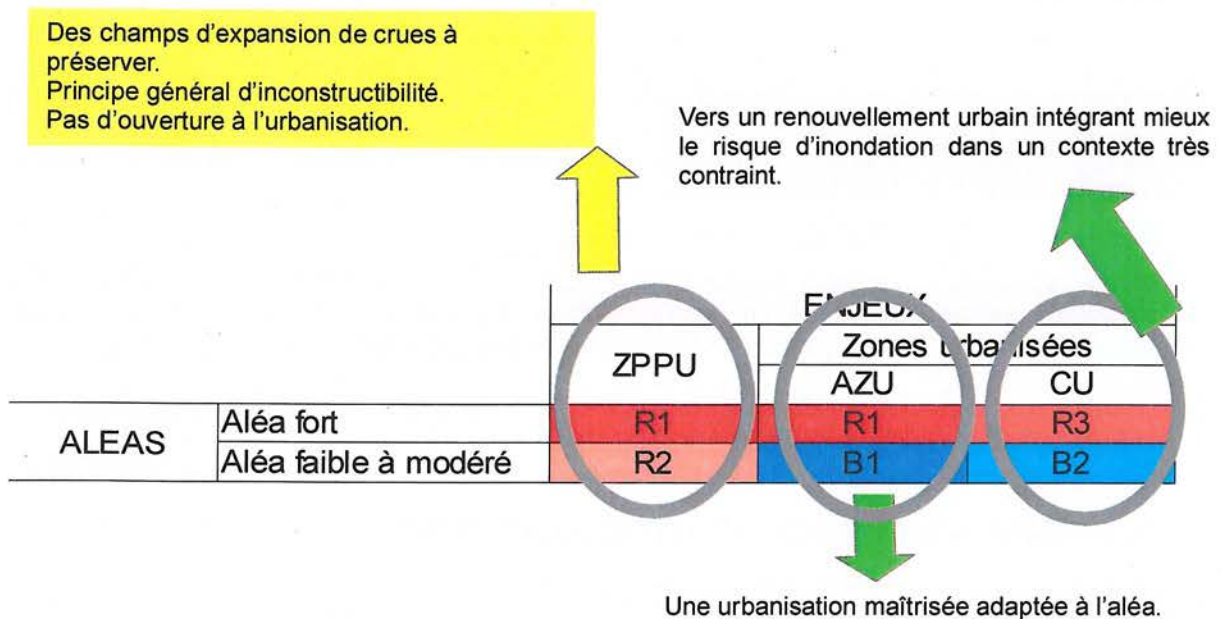 Des champs d'expansion de crues à
préserver.
Principe général d'inconstructibilité.
Pas d'ouverture à l'urbanisation.
Vers un renouvellement urbain intégrant mieux
le risque d'inondation dans un contexte très
contraint.
ENJEUX
ZPPU
Zones urbanisées
AZU
CU
ALEAS
Aléa fort
R1
R1
R3
Aléa faible à modéré
R2
B1
B2
Une urbanisation maîtrisée adaptée à l'aléa.